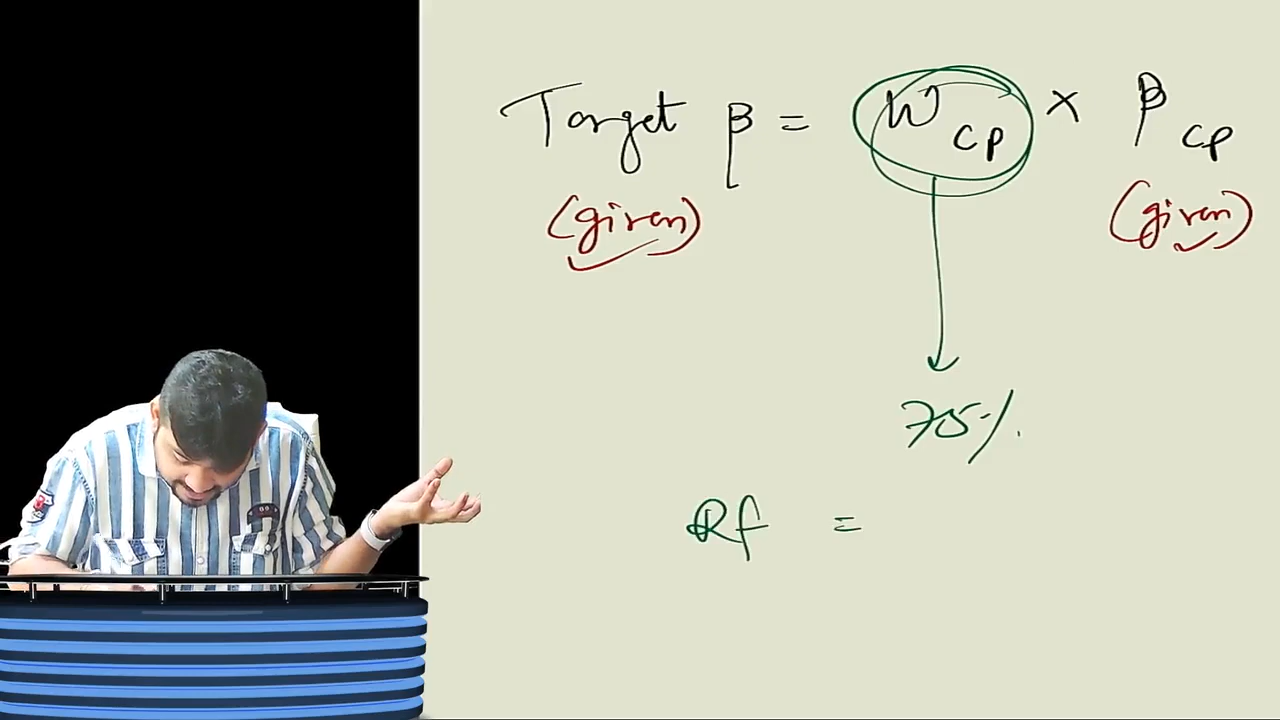 Target β = W CP × β CP
(given) (given)
75%.
Rf =